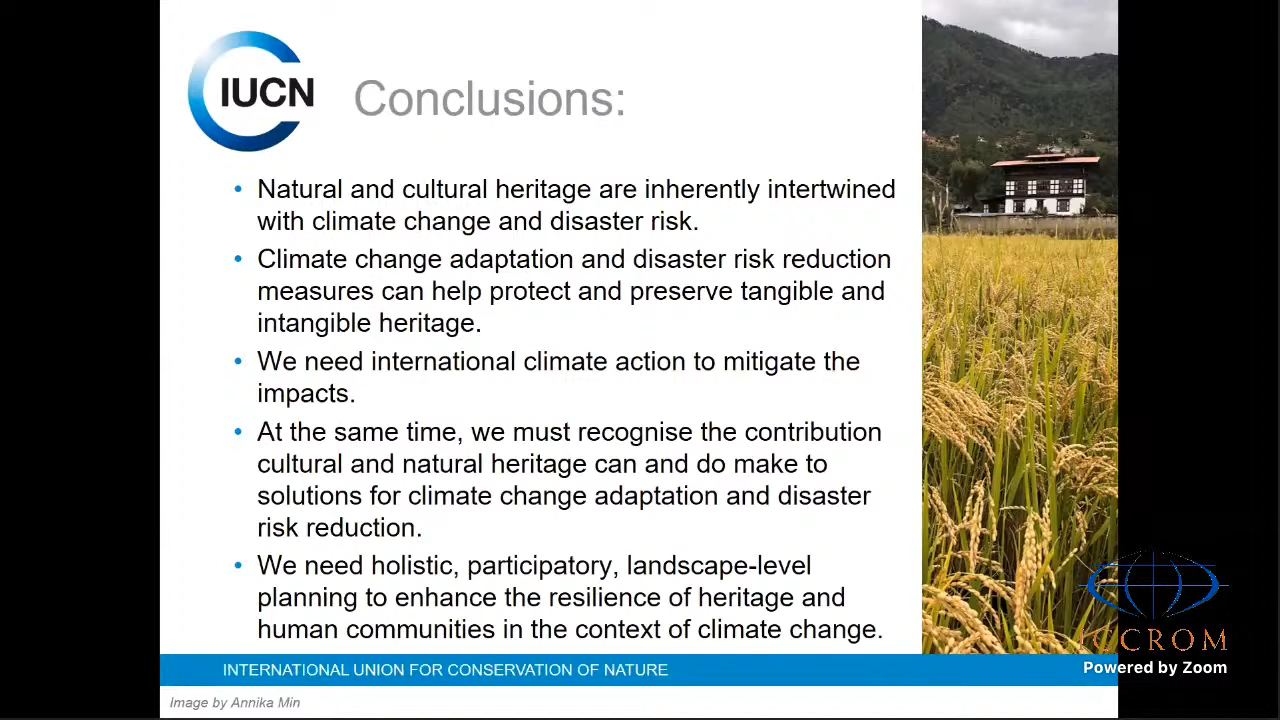 IUCN
Conclusions:
• Natural and cultural heritage are inherently intertwined
with climate change and disaster risk.
• Climate change adaptation and disaster risk reduction
measures can help protect and preserve tangible and
intangible heritage.
• We need international climate action to mitigate the
impacts.
• At the same time, we must recognise the contribution
cultural and natural heritage can and do make to
solutions for climate change adaptation and disaster
risk reduction.
• We need holistic, participatory, landscape-level
planning to enhance the resilience of heritage and
human communities in the context of climate change.
ICCROM
Powered by Zoom
INTERNATIONAL UNION FOR CONSERVATION OF NATURE
Image by Annika Min